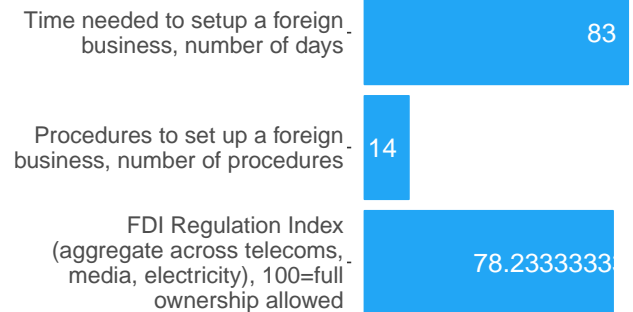 Time needed to setup a foreign
business, number of days
83
Procedures to set up a foreign
business, number of procedures
14
FDI Regulation Index
(aggregate across telecoms,
media, electricity), 100=full
ownership allowed
78.23333333